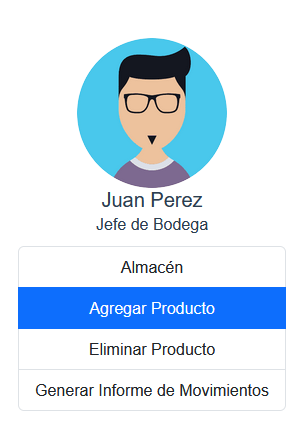 Juan Perez
Jefe de Bodega
Almacén
Agregar Producto
Eliminar Producto
Generar Informe de Movimientos